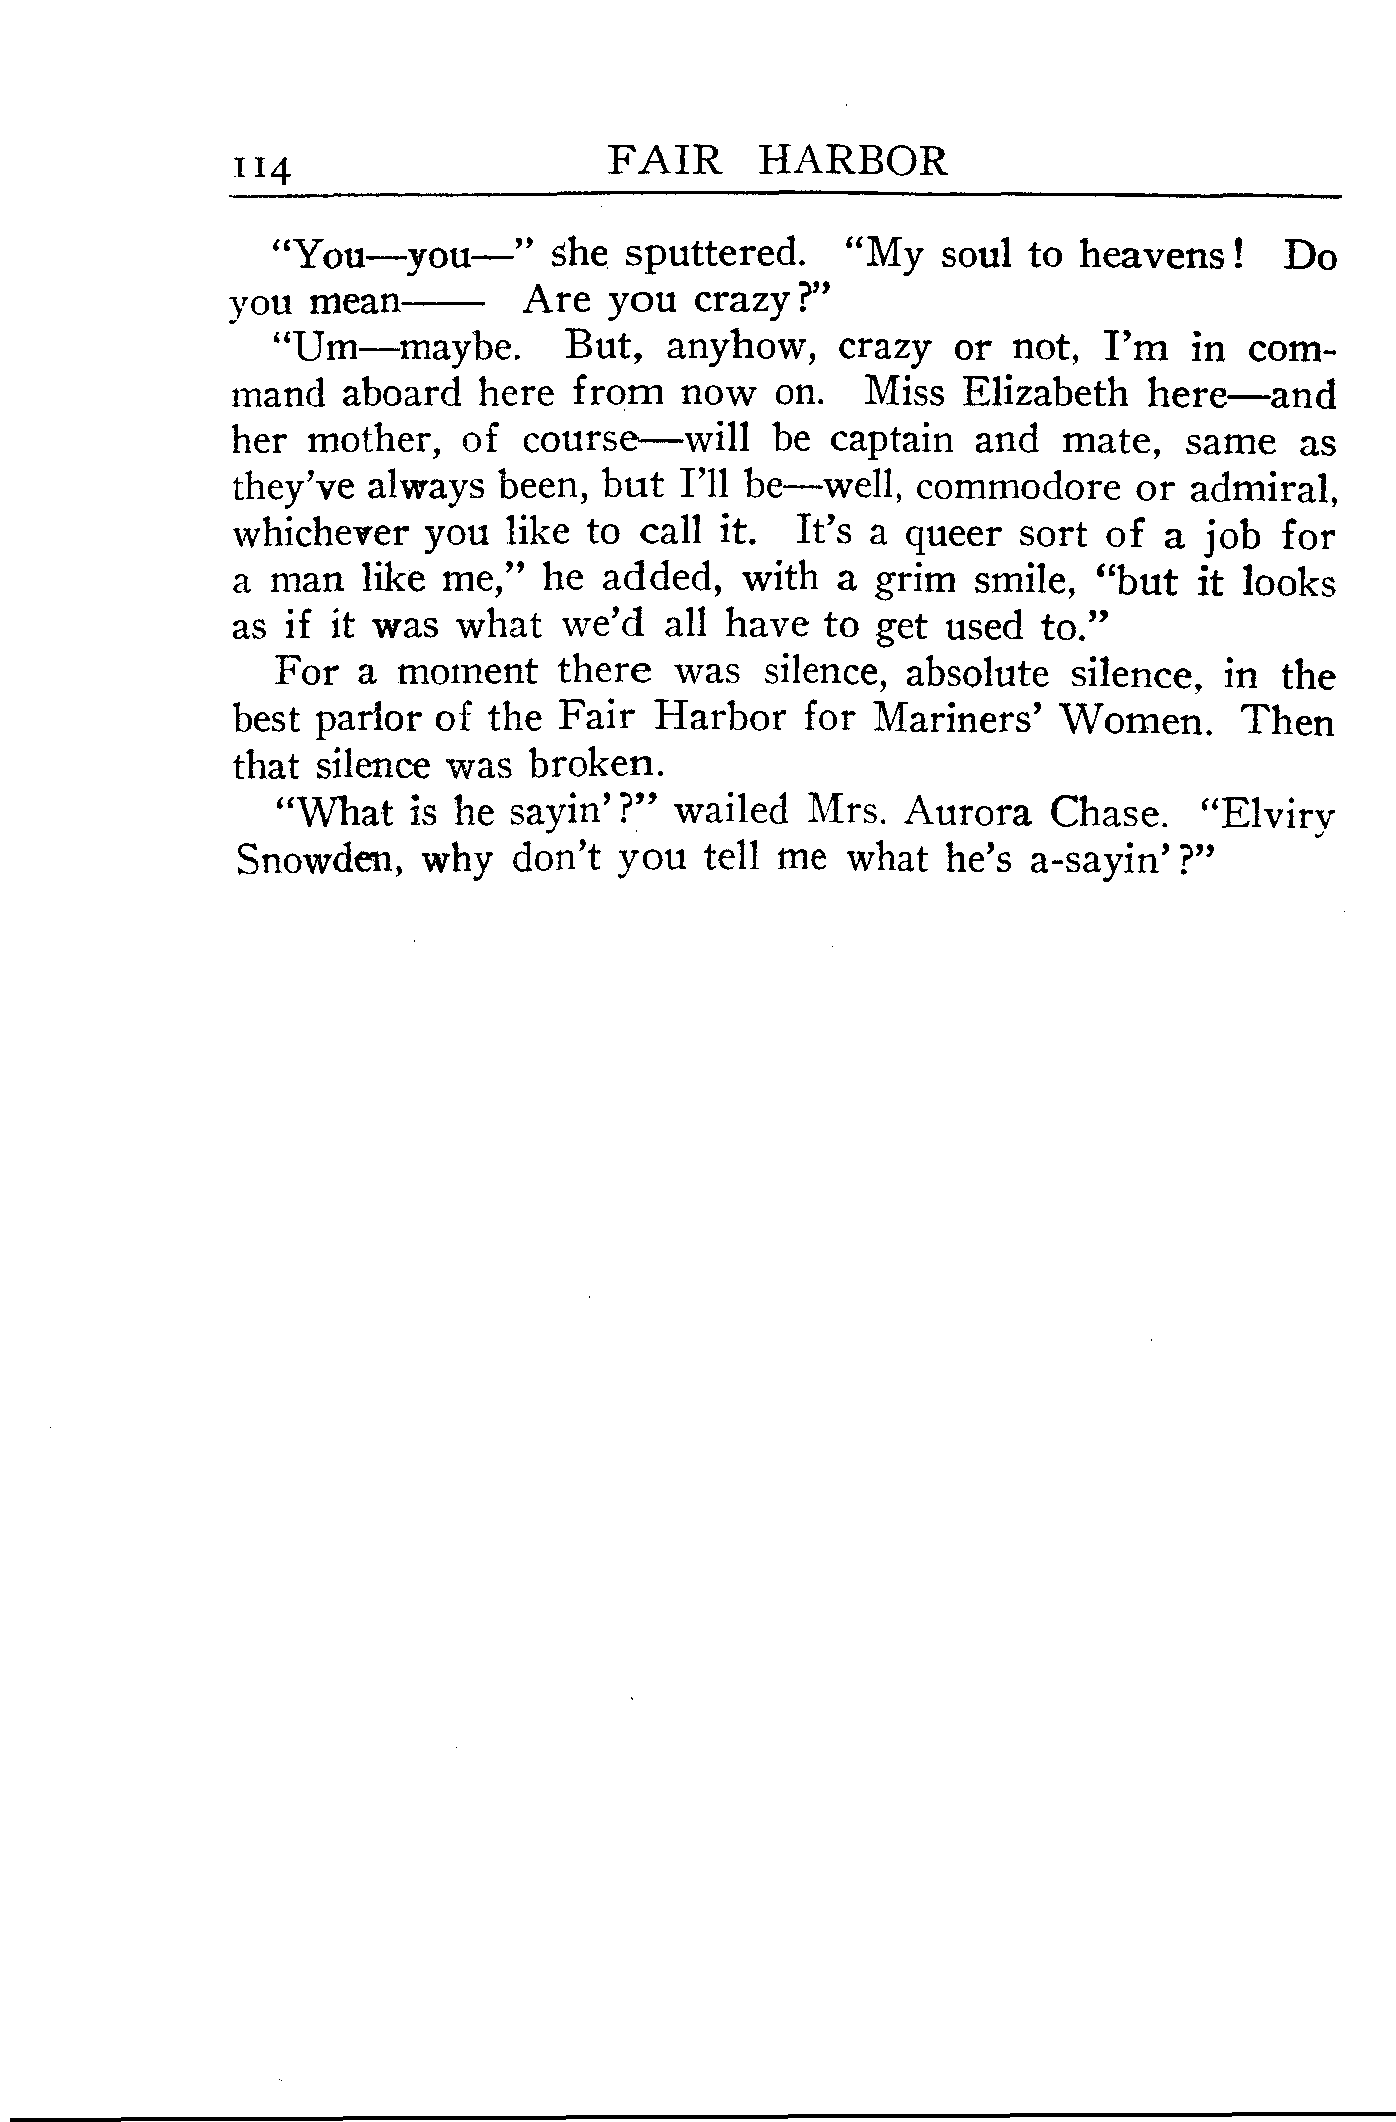 114 FAIR HARBOR
“You—you—” she sputtered. “My soul to heavens! Do
you mean—— Are you crazy?”
“Um—maybe. But, anyhow, crazy or not, I’m in com-
mand aboard here from now on. Miss Elizabeth here—and
her mother, of course—will be captain and mate, same as
they’ve always been, but I’ll be—well, commodore or admiral,
whichever you like to call it. It’s a queer sort of a job for
a man like me,” he added, with a grim smile, “but it looks
as if it was what we’d all have to get used to.”
For a moment there was silence, absolute silence, in the
best parlor of the Fair Harbor for Mariners’ Women. Then
that silence was broken.
“What is he sayin’?” wailed Mrs. Aurora Chase. “Elviry
Snowden, why don’t you tell me what he’s a-sayin’?”